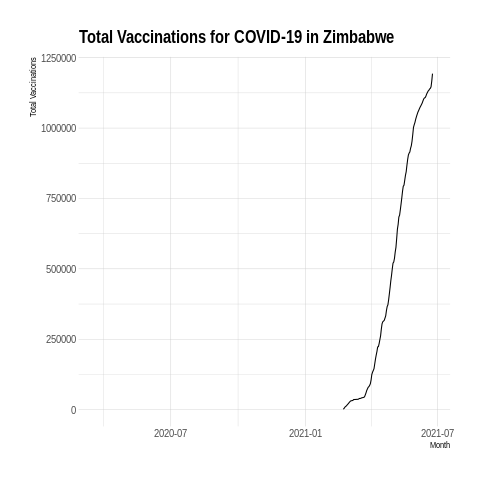 Total Vaccinations for COVID-19 in Zimbabwe
Total Vaccinations
1250000
1000000
750000
500000
250000
0
2020-07 2021-01 2021-07
Month